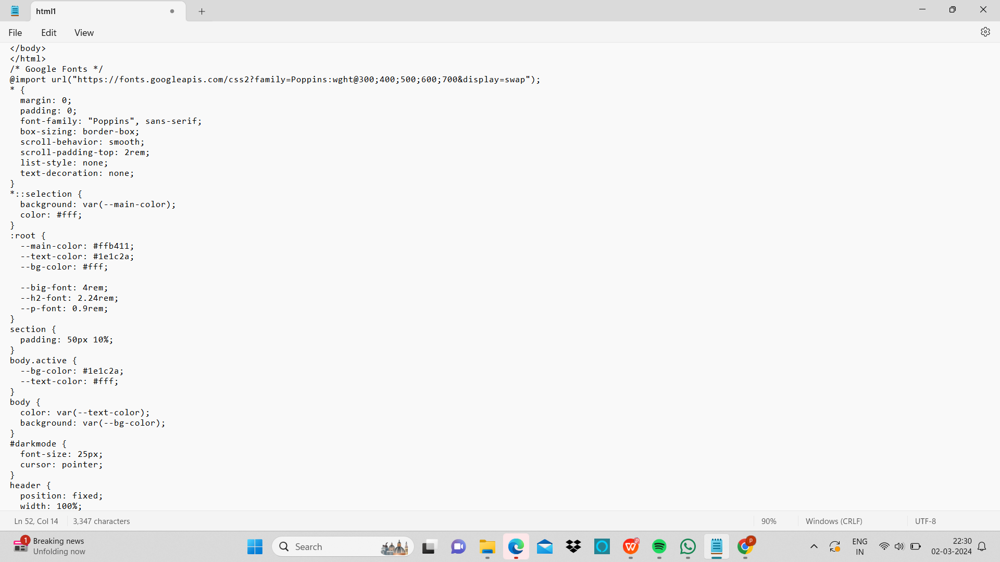 html1
File Edit View
</body>
</html>
/* Google Fonts */
@import url("https://fonts.googleapis.com/css2?family=Poppins:wght@300;400;500;600;700&display=swap");
* {
  margin: 0;
  padding: 0;
  font-family: "Poppins", sans-serif;
  box-sizing: border-box;
  scroll-behavior: smooth;
  scroll-padding-top: 2rem;
  list-style: none;
  text-decoration: none;
}
*::selection {
  background: var(--main-color);
  color: #fff;
}
:root {
  --main-color: #ffb411;
  --text-color: #1e1c2a;
  --bg-color: #fff;

  --big-font: 4rem;
  --h2-font: 2.24rem;
  --p-font: 0.9rem;
}
section {
  padding: 50px 10%;
}
body.active {
  --bg-color: #1e1c2a;
  --text-color: #fff;
}
body {
  color: var(--text-color);
  background: var(--bg-color);
}
#darkmode {
  font-size: 25px;
  cursor: pointer;
}
header {
  position: fixed;
  width: 100%;
Ln 52, Col 14 3,347 characters 90% Windows (CRLF) UTF-8
1 Breaking news
Unfolding now
Search
W
P
ENG
IN
22:30
02-03-2024